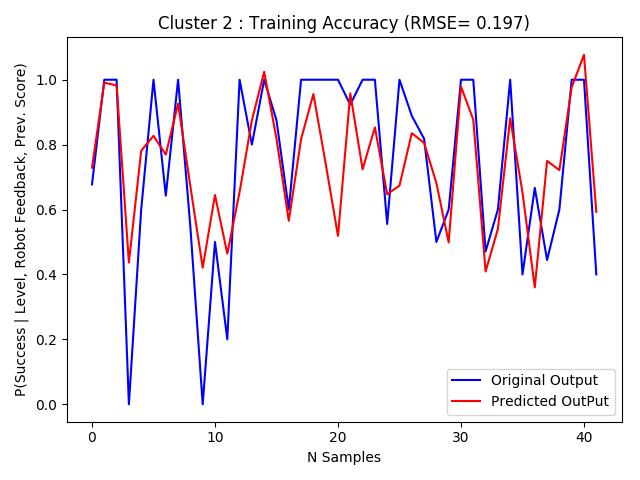 Cluster 2 : Training Accuracy (RMSE= 0.197)
P(Success | Level, Robot Feedback, Prev. Score)
1.0
0.8
0.6
0.4
0.2
0.0
Original Output
Predicted OutPut
0 10 20 30 40
N Samples